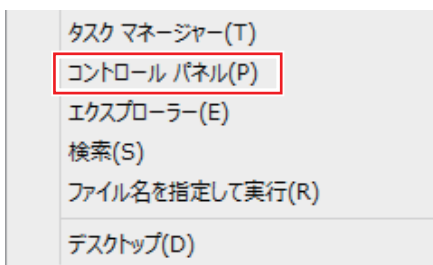 タスク マネージャー(T)
コントロール パネル(P)
エクスプローラー(E)
検索(S)
ファイル名を指定して実行(R)
デスクトップ(D)